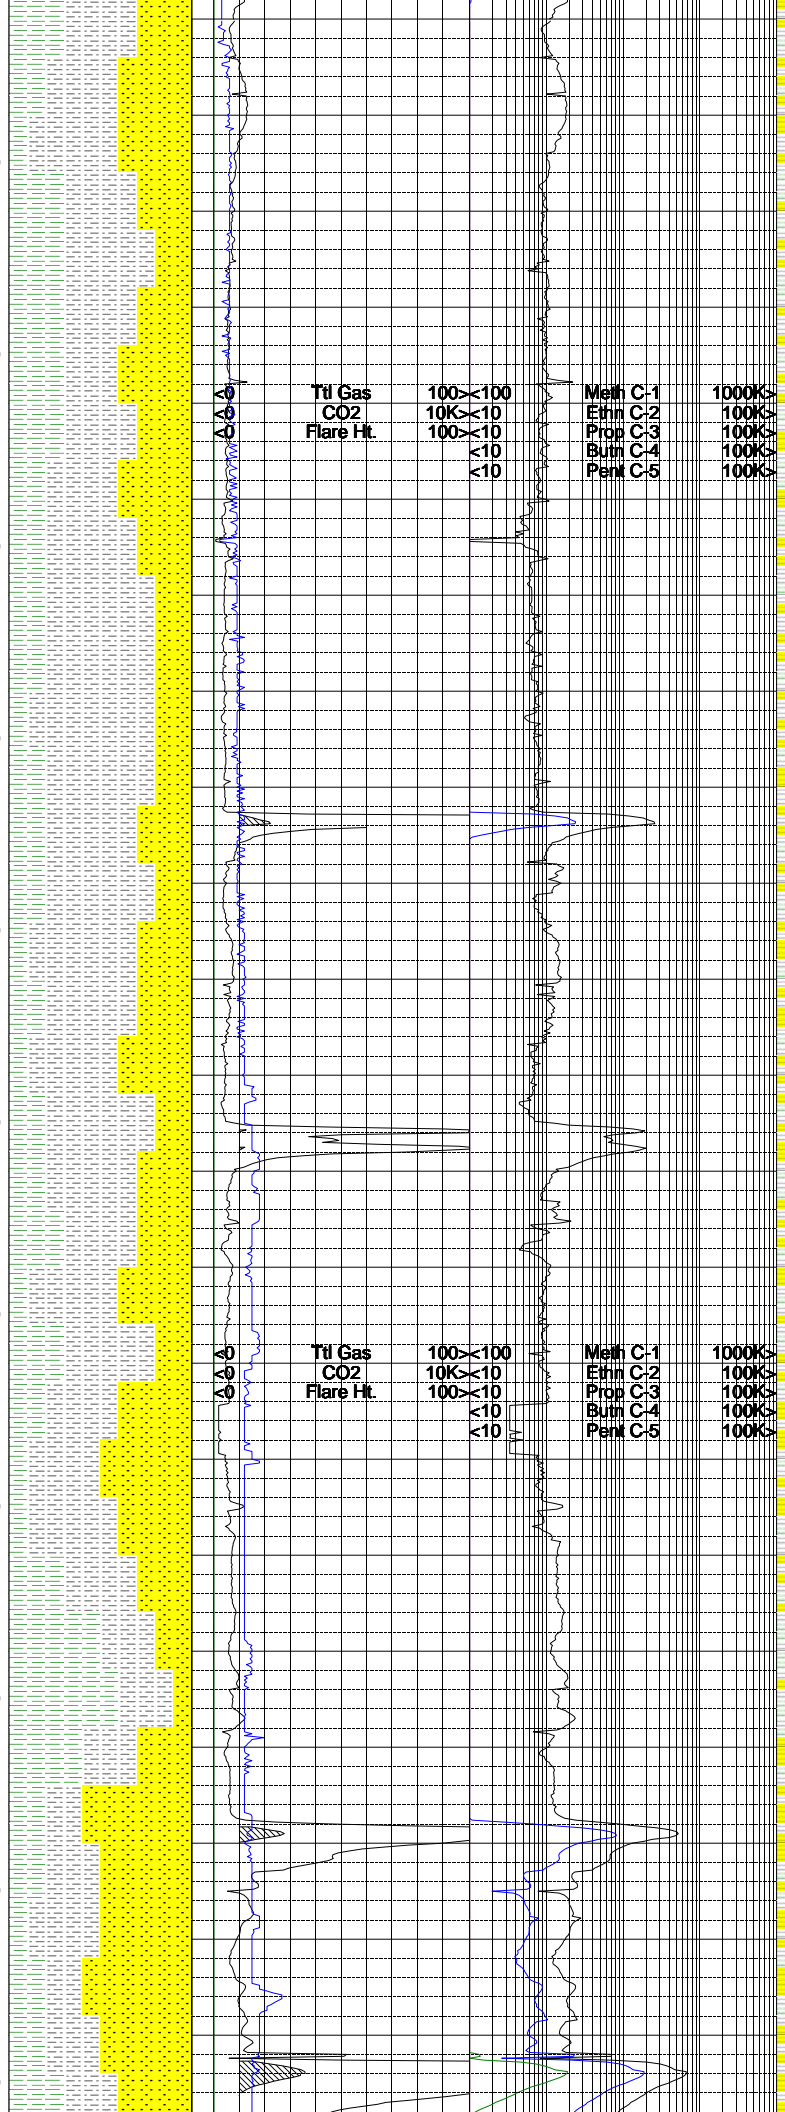 <0 Ttl Gas 100><100 Meth C-1 1000K>
<0 CO2 10K><10 Ethn C-2 100K>
<0 Flare Ht. 100><10 Prop C-3 100K>
<10 Butn C-4 100K>
<10 Pent C-5 100K>
<0 Ttl Gas 100><100 Meth C-1 1000K>
<0 CO2 10K><10 Ethn C-2 100K>
<0 Flare Ht. 100><10 Prop C-3 100K>
<10 Butn C-4 100K>
<10 Pent C-5 100K>